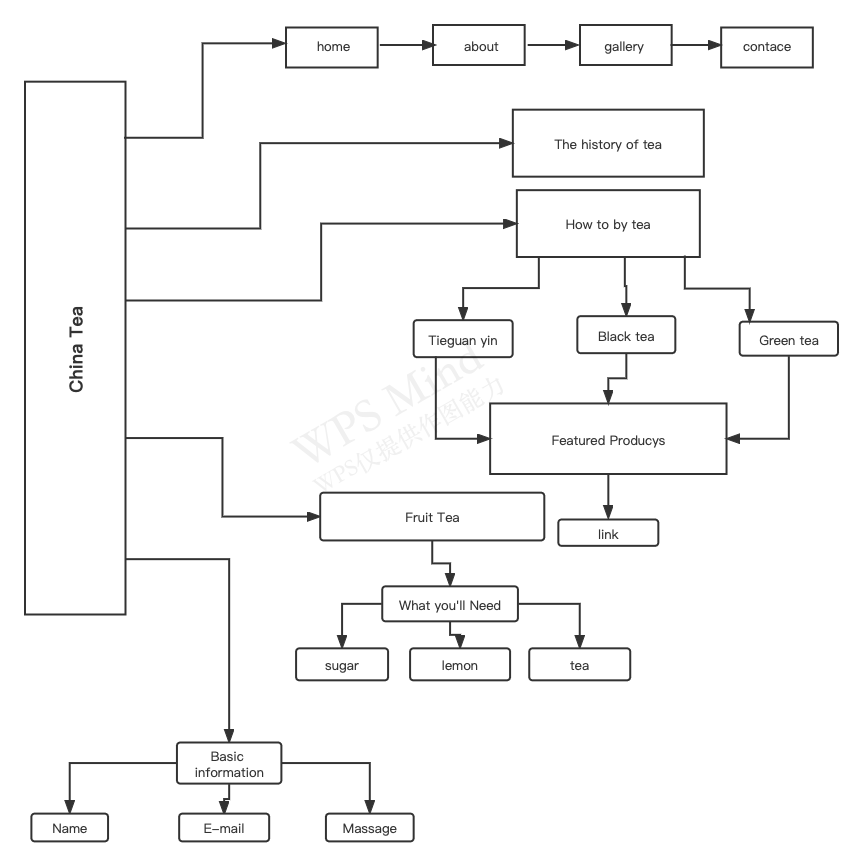 home
about
gallery
contace
The history of tea
How to by tea
China Tea
Tieguan yin
Black tea
Green tea
WPS Mind
WPS仅提供作图能力
Featured Producys
Fruit Tea
link
What you'll Need
sugar
lemon
tea
Basic
information
Name
E-mail
Massage